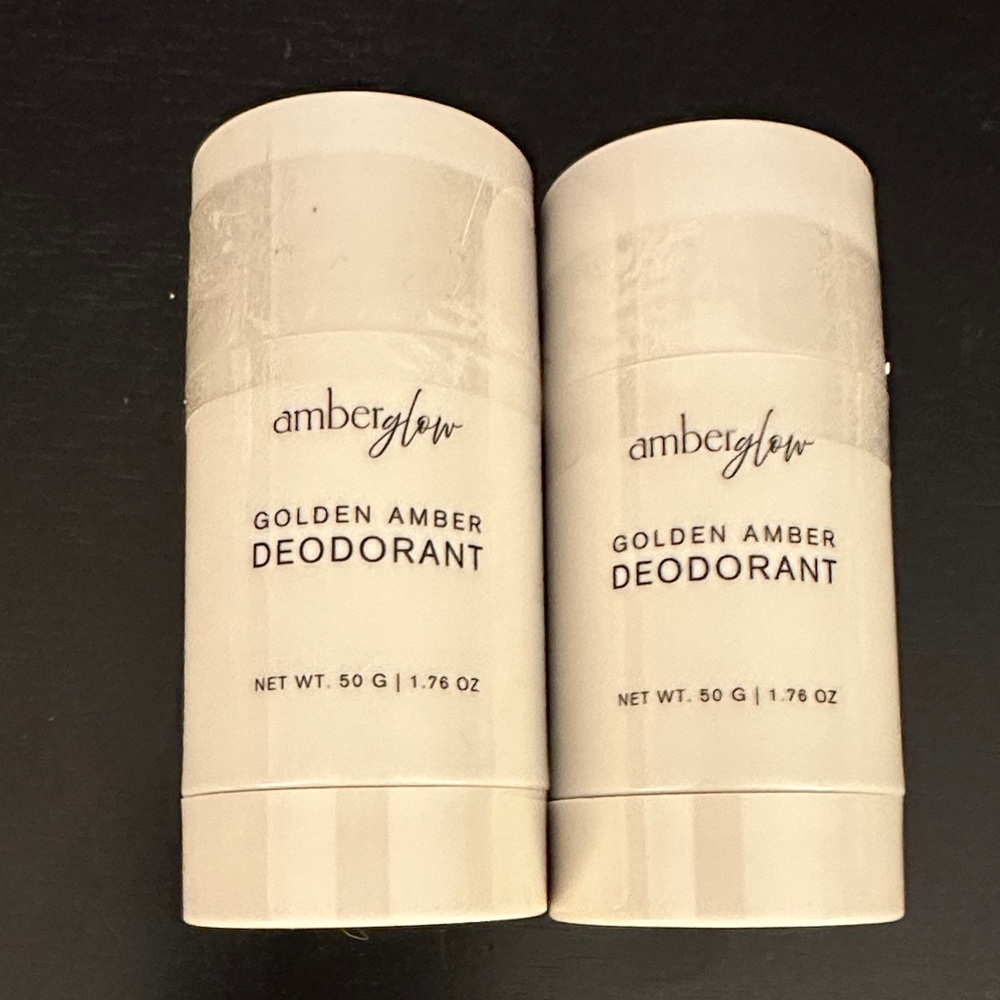 amberglow
GOLDEN AMBER
DEODORANT
NET WT. 50 G | 1.76 OZ
amberglow
GOLDEN AMBER
DEODORANT
NET WT. 50 G | 1.76 OZ